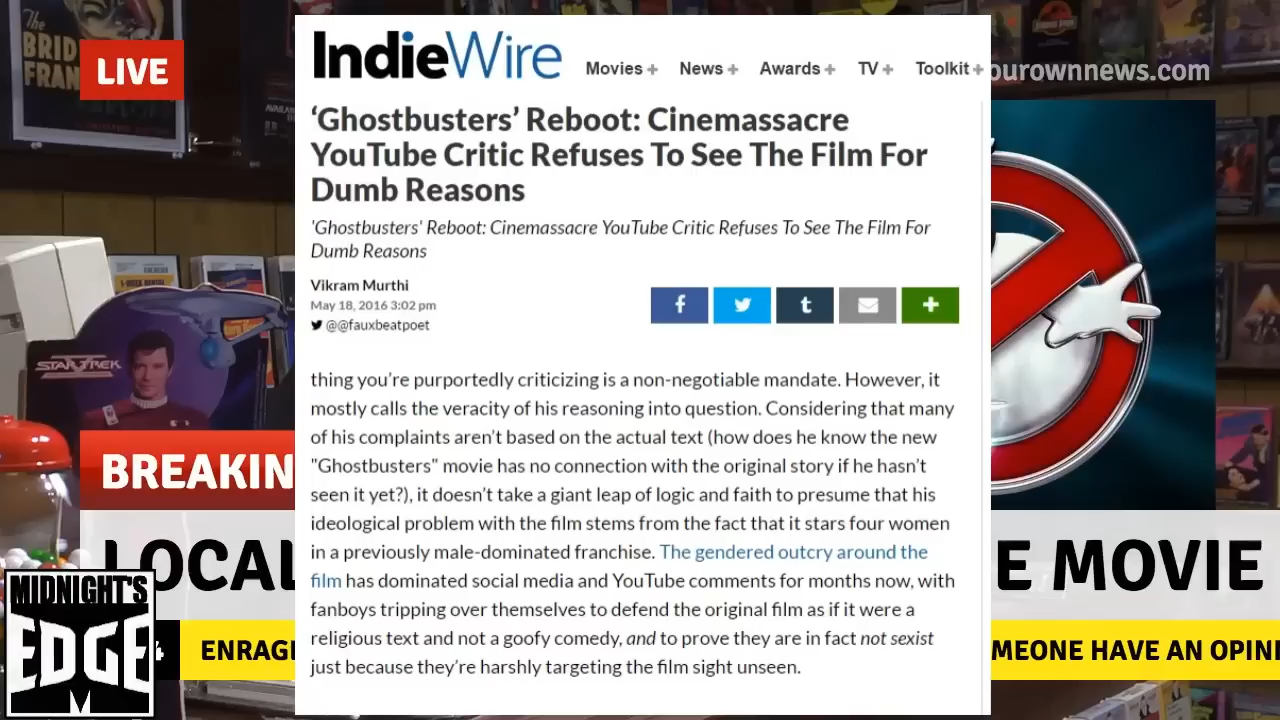 The
BRID
FRAN
LIVE
IndieWire
Movies +
News +
Awards +
TV +
Toolkit +
ourownnews.com
‘Ghostbusters’ Reboot: Cinemassacre
YouTube Critic Refuses To See The Film For
Dumb Reasons
'Ghostbusters' Reboot: Cinemassacre YouTube Critic Refuses To See The Film For
Dumb Reasons
Vikram Murthi
May 18, 2016 3:02 pm
@@fauxbeatpoet
f
t
+
thing you’re purportedly criticizing is a non-negotiable mandate. However, it
mostly calls the veracity of his reasoning into question. Considering that many
of his complaints aren’t based on the actual text (how does he know the new
"Ghostbusters" movie has no connection with the original story if he hasn’t
seen it yet?), it doesn’t take a giant leap of logic and faith to presume that his
ideological problem with the film stems from the fact that it stars four women
in a previously male-dominated franchise. The gendered outcry around the
film has dominated social media and YouTube comments for months now, with
fanboys tripping over themselves to defend the original film as if it were a
religious text and not a goofy comedy, and to prove they are in fact not sexist
just because they’re harshly targeting the film sight unseen.
STAR TREK
BREAKIN
LOCAL
E MOVIE
MIDNIGHT'S
EDGE
4
ENRAGI
MEONE HAVE AN OPINI